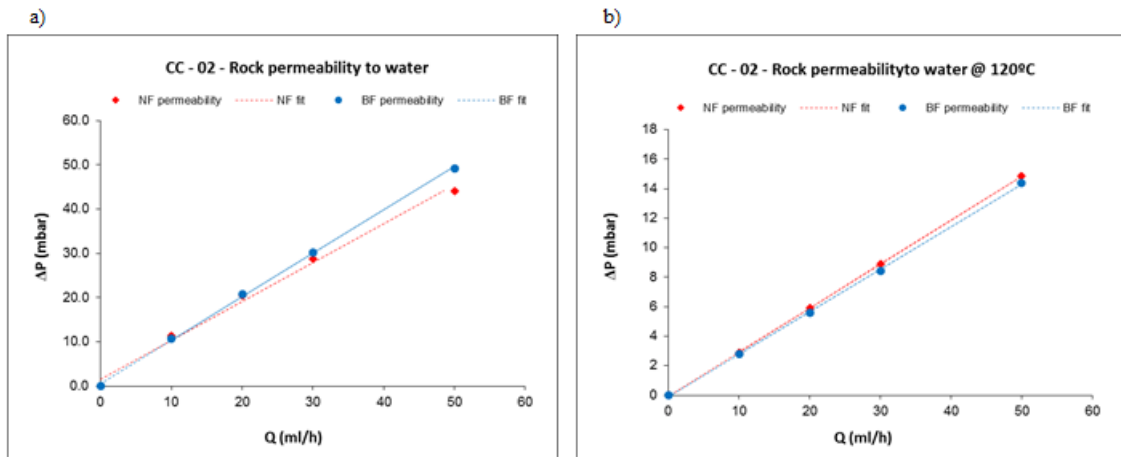 a)
CC - 02 - Rock permeability to water
NF permeability NF fit BF permeability BF fit
60.0
50.0
40.0
30.0
20.0
10.0
0.0
ΔP (mbar)
0 10 20 30 40 50 60
Q (ml/h)
b)
CC - 02 - Rock permeabilityto water @ 120ºC
NF permeability NF fit BF permeability BF fit
18
16
14
12
10
8
6
4
2
0
ΔP (mbar)
0 10 20 30 40 50 60
Q (ml/h)